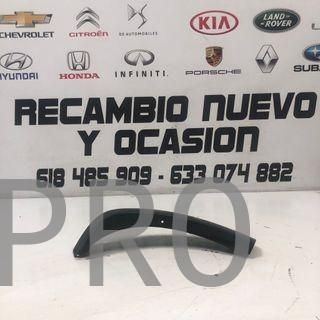 CHEVROLET CITROËN DS AUTOMOBILES KIA LAND ROVER
HYUNDAI HONDA INFINITI PORSCHE RENAULT SUBA
RECAMBIO NUEVO
Y OCASION
618 485 909 - 633 074 882
PRO